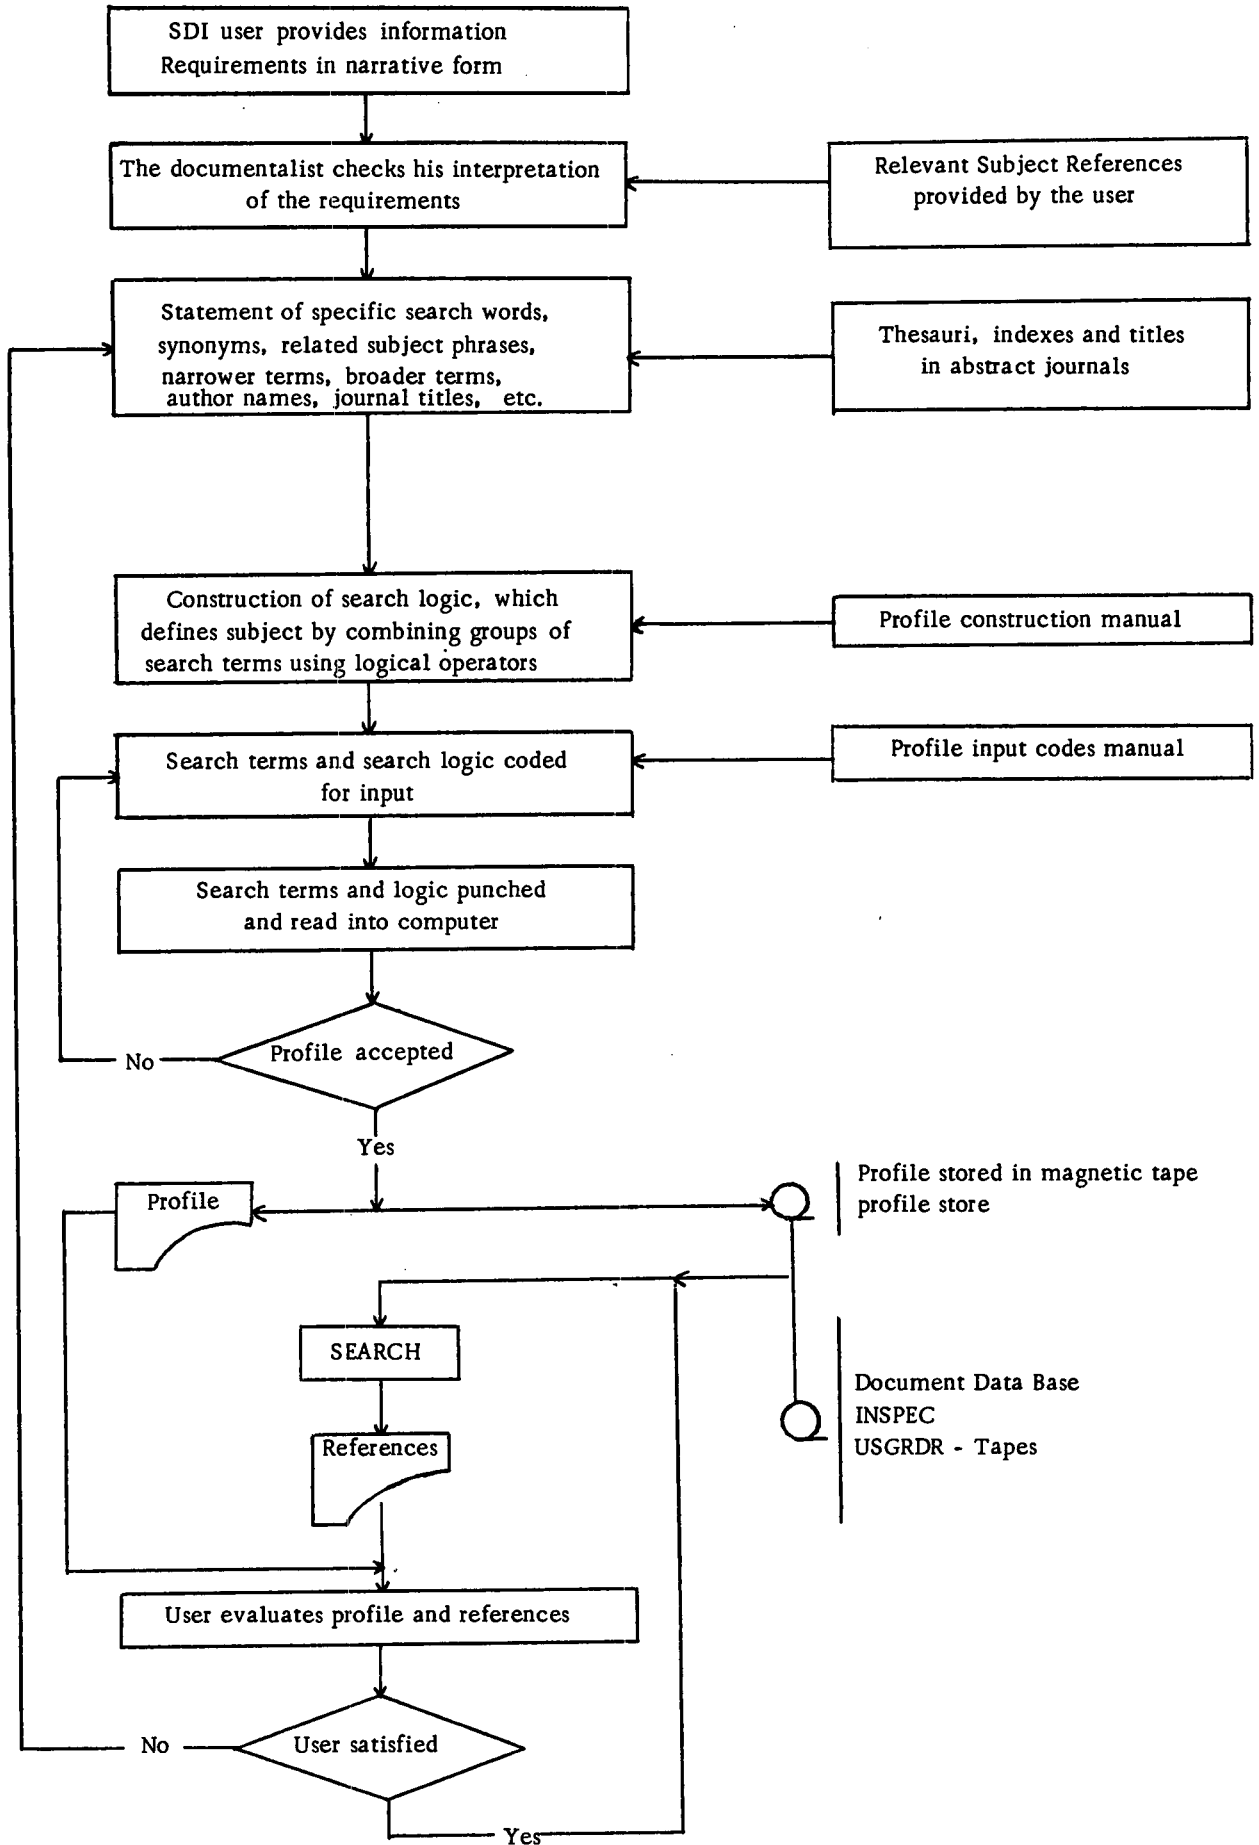 SDI user provides information
Requirements in narrative form
The documentalist checks his interpretation
of the requirements
Relevant Subject References
provided by the user
Statement of specific search words,
synonyms, related subject phrases,
narrower terms, broader terms,
author names, journal titles, etc.
Thesauri, indexes and titles
in abstract journals
Construction of search logic, which
defines subject by combining groups of
search terms using logical operators
Profile construction manual
Search terms and search logic coded
for input
Profile input codes manual
Search terms and logic punched
and read into computer
Profile accepted
No
Yes
Profile
Profile stored in magnetic tape
profile store
SEARCH
References
Document Data Base
INSPEC
USGRDR - Tapes
User evaluates profile and references
User satisfied
No
Yes